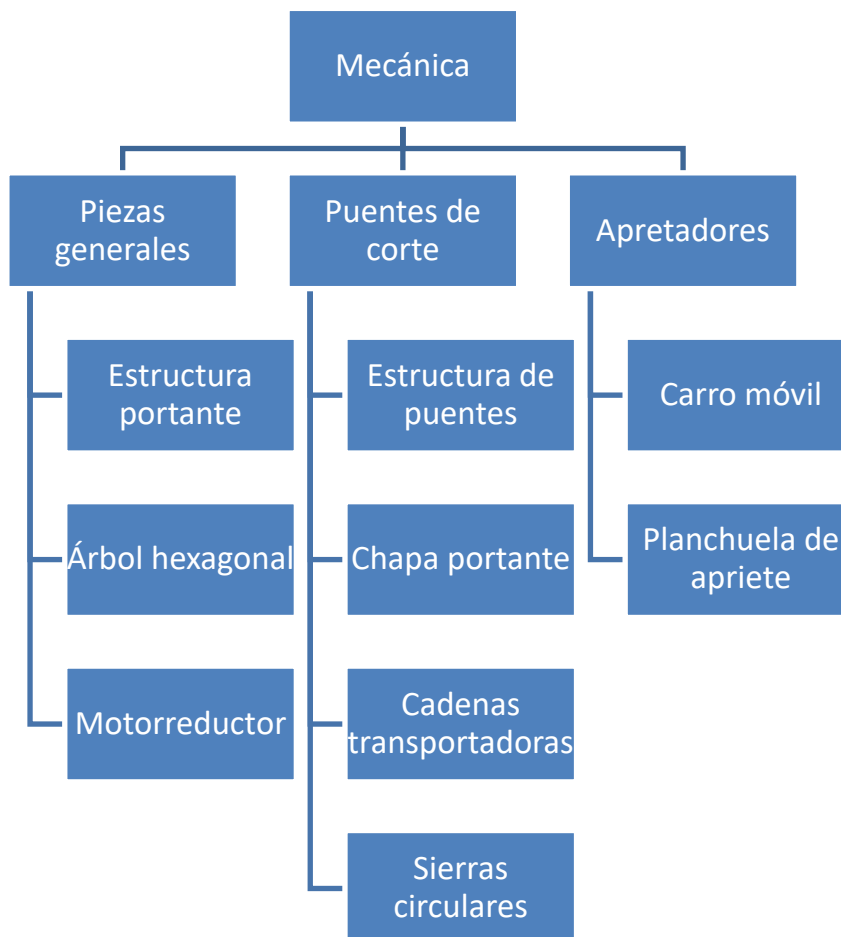 Mecánica
Piezas
generales
Puentes de
corte
Apretadores
Estructura
portante
Estructura de
puentes
Carro móvil
Árbol hexagonal
Chapa portante
Planchuela de
apriete
Motorreductor
Cadenas
transportadoras
Sierras
circulares